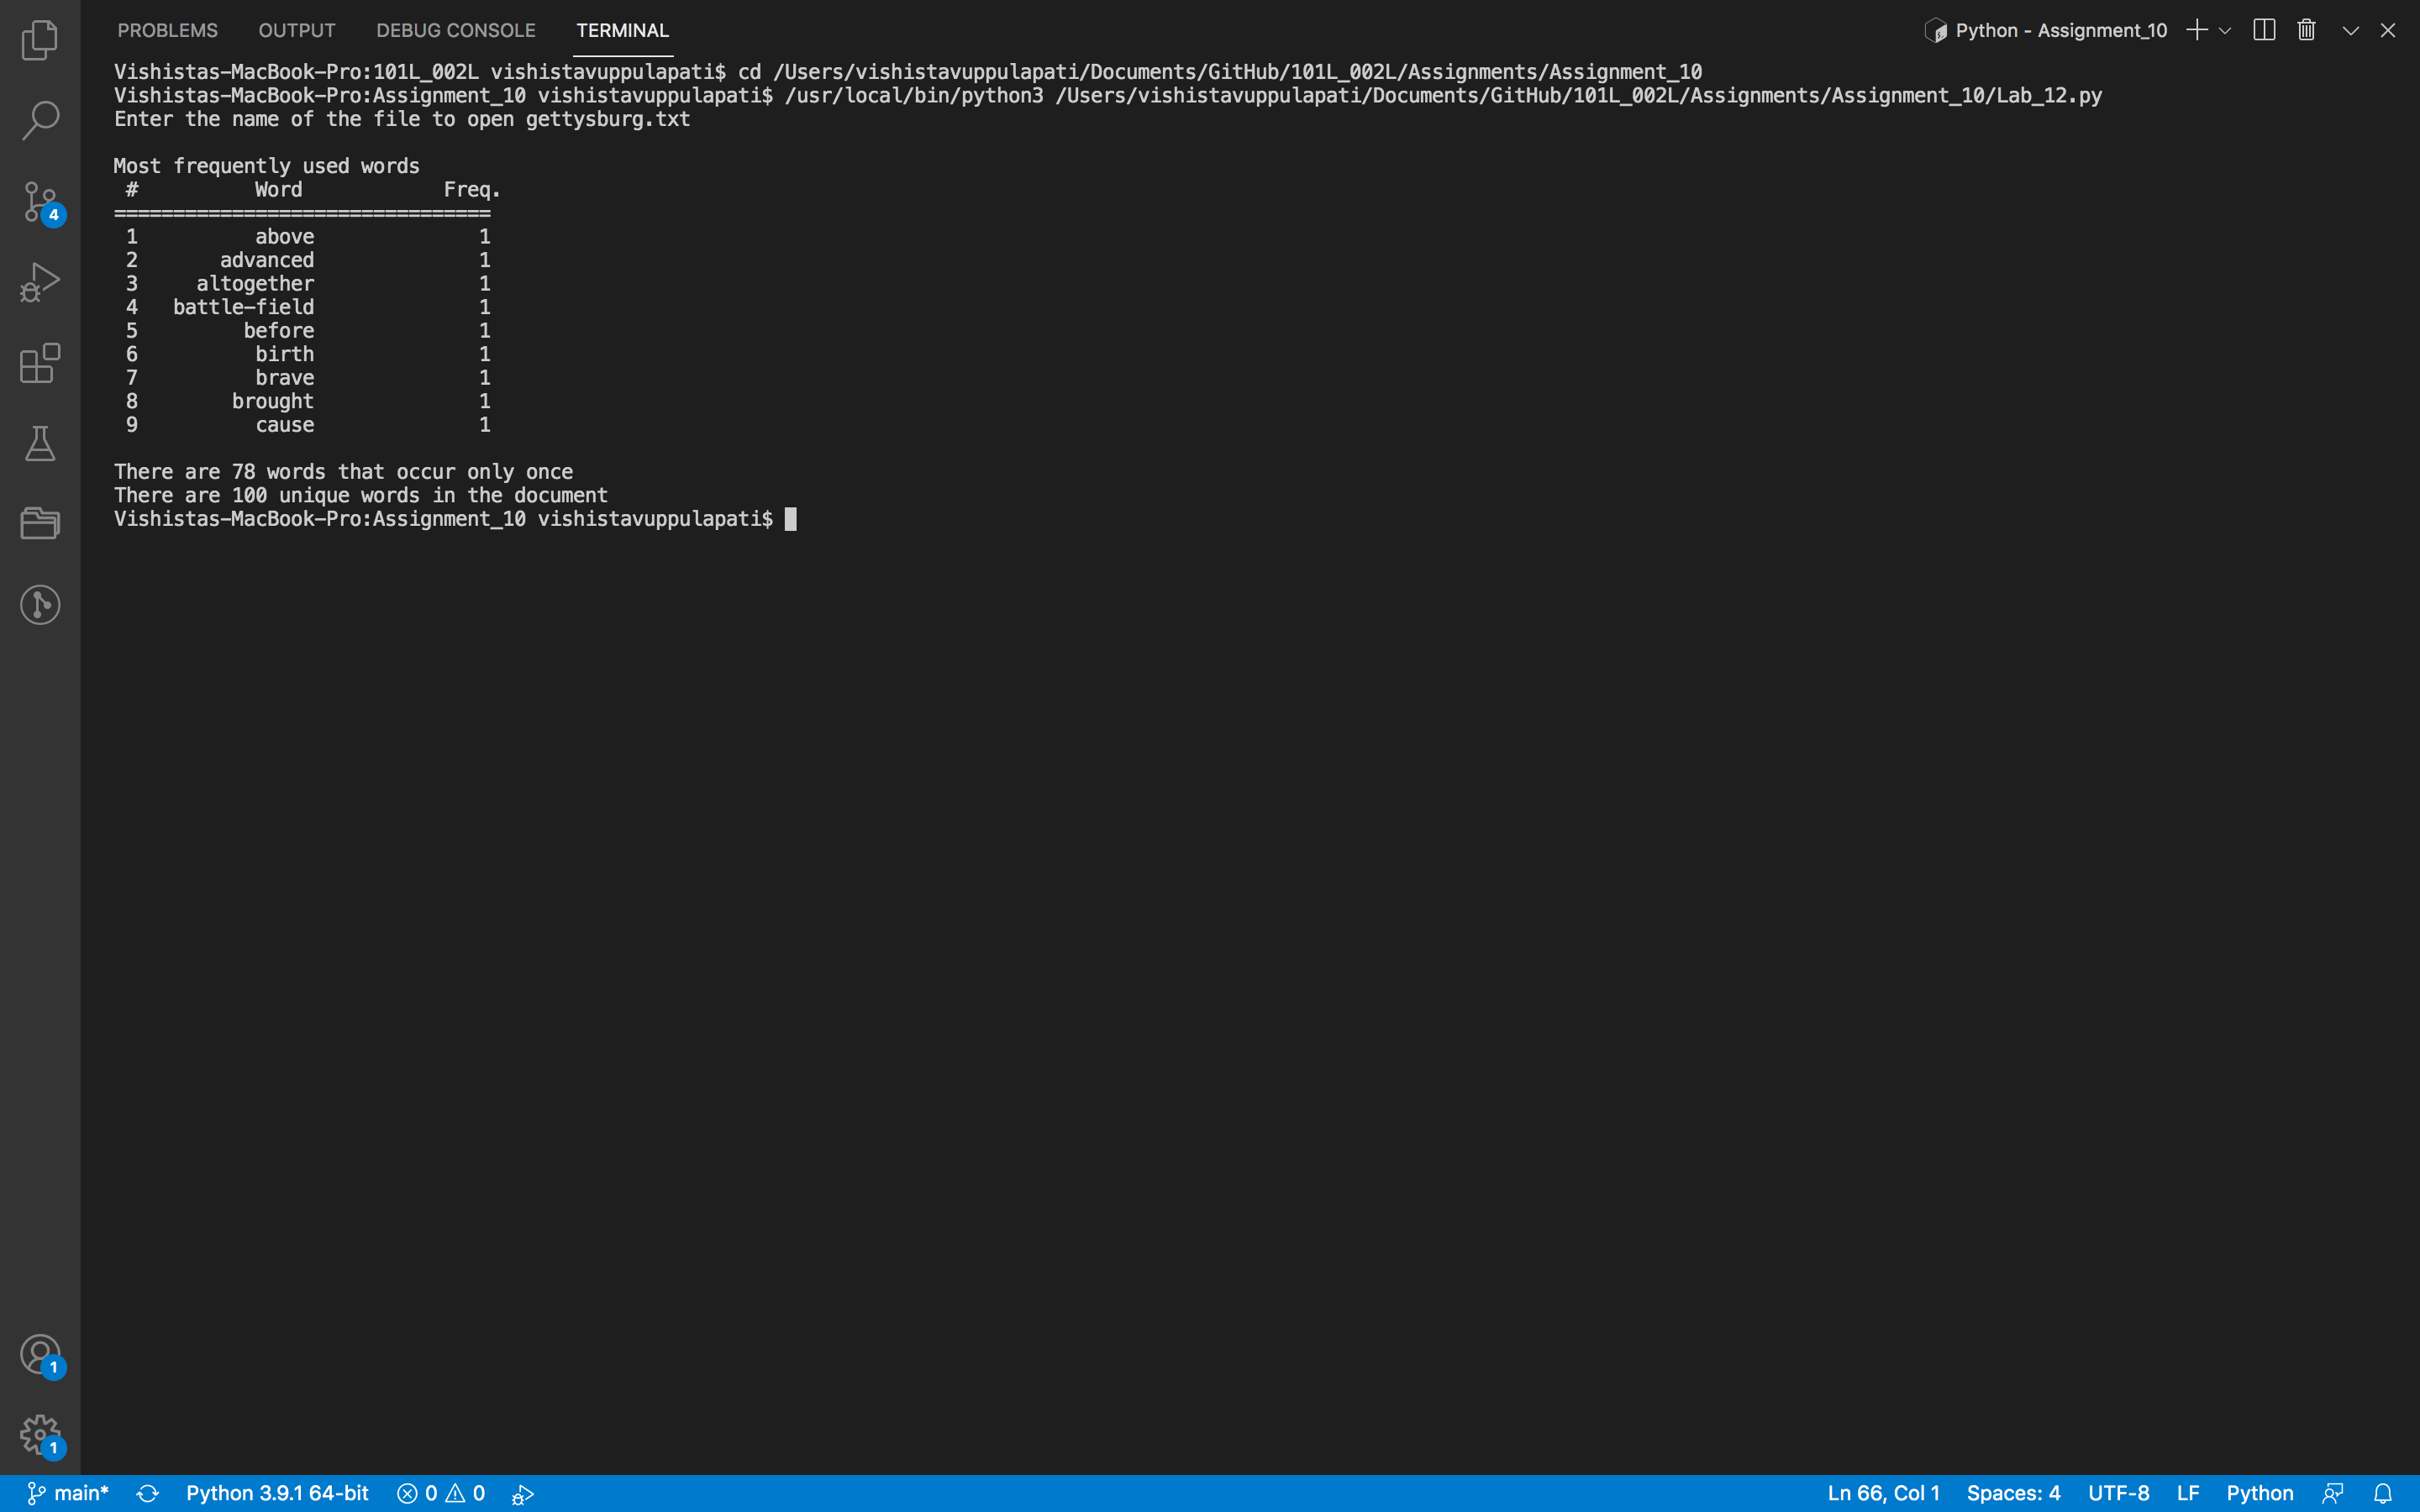 PROBLEMS OUTPUT DEBUG CONSOLE TERMINAL Python - Assignment_10
Vishistas-MacBook-Pro:101L_002L vishistavuppulapati$ cd /Users/vishistavuppulapati/Documents/GitHub/101L_002L/Assignments/Assignment_10
Vishistas-MacBook-Pro:Assignment_10 vishistavuppulapati$ /usr/local/bin/python3 /Users/vishistavuppulapati/Documents/GitHub/101L_002L/Assignments/Assignment_10/Lab_12.py
Enter the name of the file to open gettysburg.txt
Most frequently used words
# Word Freq.
================================
1 above 1
2 advanced 1
3 altogether 1
4 battle-field 1
5 before 1
6 birth 1
7 brave 1
8 brought 1
9 cause 1
There are 78 words that occur only once
There are 100 unique words in the document
Vishistas-MacBook-Pro:Assignment_10 vishistavuppulapati$
4
1
1
main* Python 3.9.1 64-bit 0 0 Ln 66, Col 1 Spaces: 4 UTF-8 LF Python